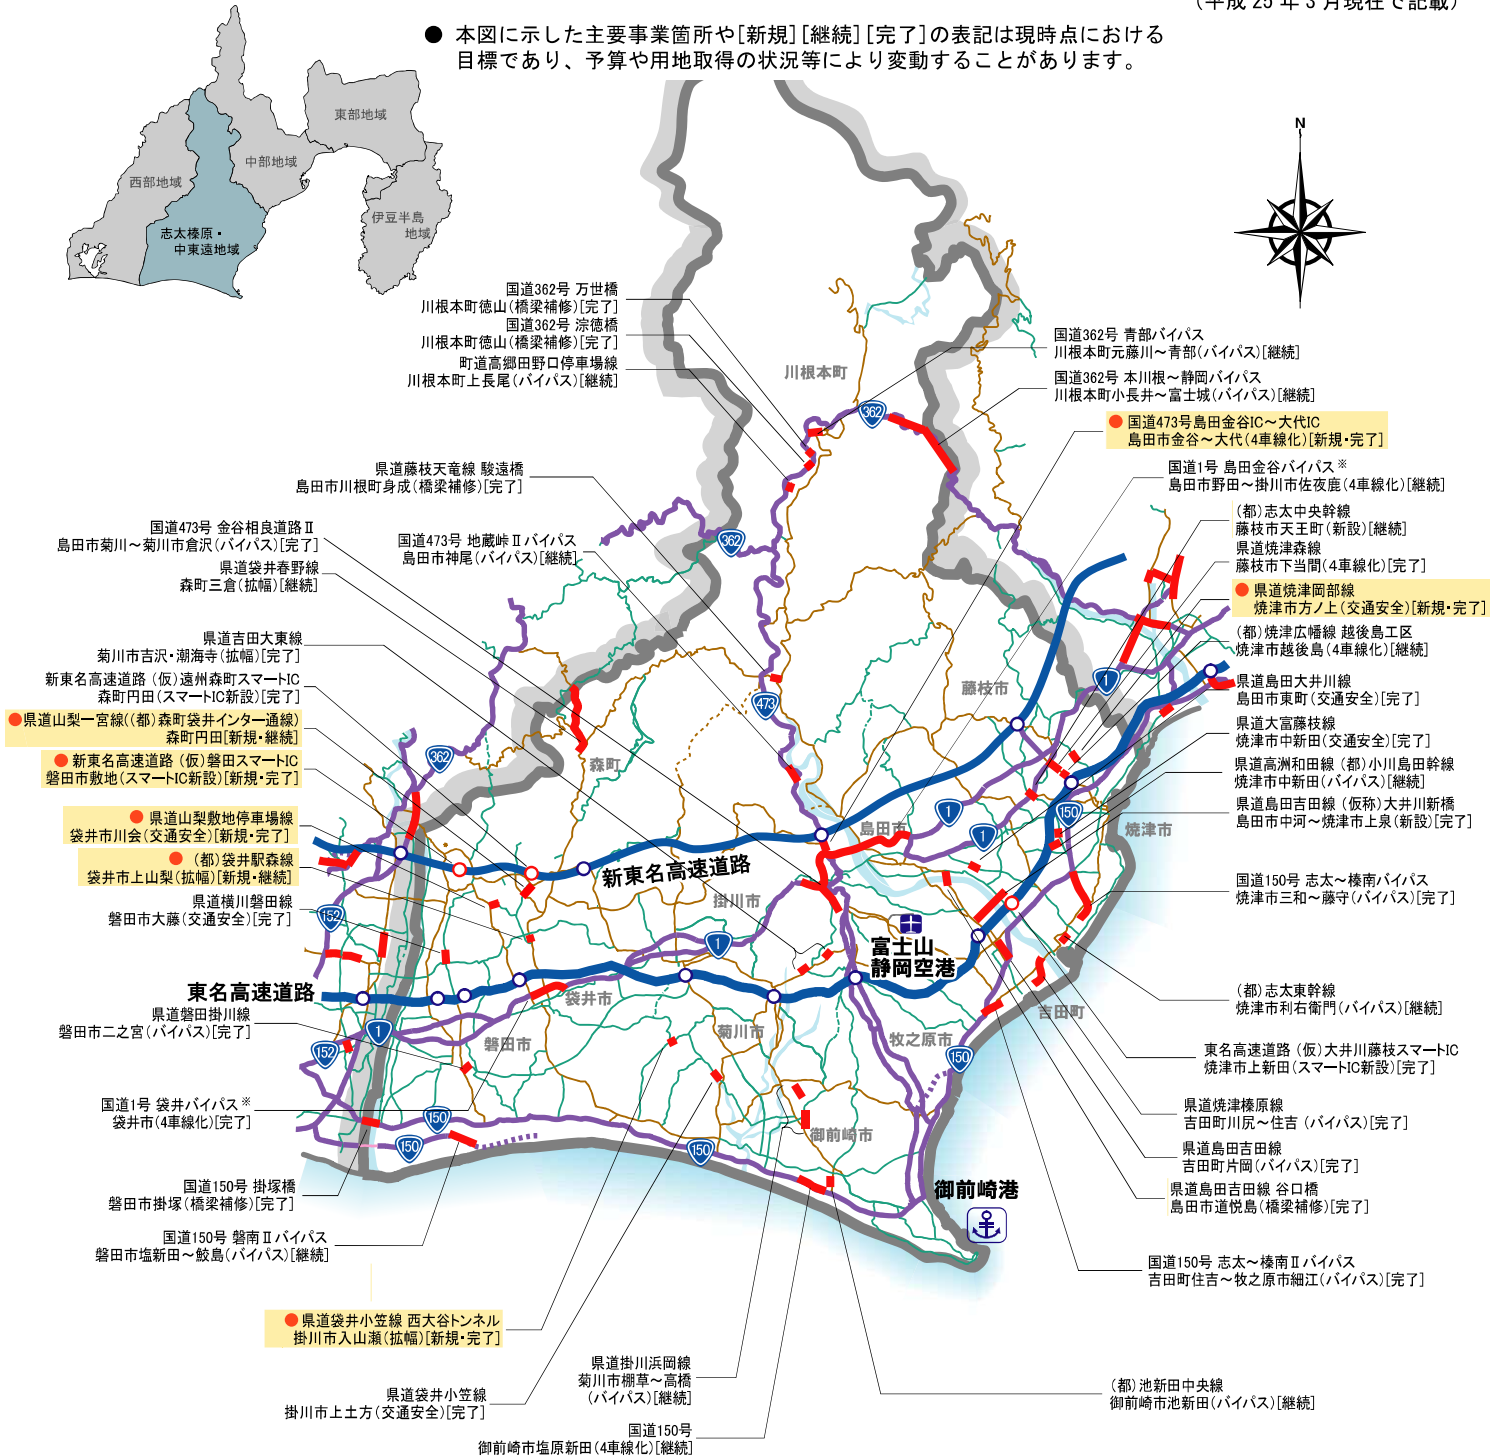 (平成25年3月現在で記載)
● 本図に示した主要事業箇所や[新規][継続][完了]の表記は現時点における
目標であり、予算や用地取得の状況等により変動することがあります。
東部地域
中部地域
西部地域
伊豆半島
地域
志太榛原・
中東遠地域
N
国道362号 万世橋
川根本町徳山(橋梁補修)[完了]
国道362号 淙徳橋
川根本町徳山(橋梁補修)[完了]
町道高郷田野口停車場線
川根本町上長尾(バイパス)[継続]
川根本町
362
国道362号 青部バイパス
川根本町元藤川～青部(バイパス)[継続]
国道362号 本川根～静岡バイパス
川根本町小長井～富士城(バイパス)[継続]
● 国道473号島田金谷IC～大代IC
島田市金谷～大代(4車線化)[新規・完了]
国道1号 島田金谷バイパス※
島田市野田～掛川市佐夜鹿(4車線化)[継続]
(都)志太中央幹線
藤枝市天王町(新設)[継続]
県道焼津森線
藤枝市下当間(4車線化)[完了]
● 県道焼津岡部線
焼津市方ノ上(交通安全)[新規・完了]
(都)焼津広幡線 越後島工区
焼津市越後島(4車線化)[継続]
県道島田大井川線
島田市東町(交通安全)[完了]
県道大富藤枝線
焼津市中新田(交通安全)[完了]
県道高洲和田線 (都)小川島田幹線
焼津市中新田(バイパス)[継続]
県道島田吉田線 (仮称)大井川新橋
島田市中河～焼津市上泉(新設)[完了]
国道150号 志太～榛南バイパス
焼津市三和～藤守(バイパス)[完了]
(都)志太東幹線
焼津市利右衛門(バイパス)[継続]
東名高速道路 (仮)大井川藤枝スマートIC
焼津市上新田(スマートIC新設)[完了]
県道焼津榛原線
吉田町川尻～住吉 (バイパス)[完了]
県道島田吉田線
吉田町片岡(バイパス)[完了]
県道島田吉田線 谷口橋
島田市道悦島(橋梁補修)[完了]
国道150号 志太～榛南Ⅱバイパス
吉田町住吉～牧之原市細江(バイパス)[完了]
(都)池新田中央線
御前崎市池新田(バイパス)[継続]
県道藤枝天竜線 駿遠橋
島田市川根町身成(橋梁補修)[完了]
国道473号 金谷相良道路Ⅱ
島田市菊川～菊川市倉沢(バイパス)[完了]
国道473号 地蔵峠Ⅱバイパス
島田市神尾(バイパス)[継続]
県道袋井春野線
森町三倉(拡幅)[継続]
県道吉田大東線
菊川市吉沢・潮海寺(拡幅)[完了]
新東名高速道路 (仮)遠州森町スマートIC
森町円田(スマートIC新設)[完了]
●県道山梨一宮線((都)森町袋井インター通線)
森町円田[新規・継続]
● 新東名高速道路 (仮)磐田スマートIC
磐田市敷地(スマートIC新設)[新規・完了]
● 県道山梨敷地停車場線
袋井市川会(交通安全)[新規・完了]
● (都)袋井駅森線
袋井市上山梨(拡幅)[新規・継続]
県道横川磐田線
磐田市大藤(交通安全)[完了]
東名高速道路
県道磐田掛川線
磐田市二之宮(バイパス)[完了]
国道1号 袋井バイパス※
袋井市(4車線化)[完了]
国道150号 掛塚橋
磐田市掛塚(橋梁補修)[完了]
国道150号 磐南Ⅱバイパス
磐田市塩新田～鮫島(バイパス)[継続]
● 県道袋井小笠線 西大谷トンネル
掛川市入山瀬(拡幅)[新規・完了]
県道袋井小笠線
掛川市上土方(交通安全)[完了]
県道掛川浜岡線
菊川市棚草～高橋
(バイパス)[継続]
国道150号
御前崎市塩原新田(4車線化)[継続]
362
362
473
1
1
1
150
152
1
152
1
150
150
150
150
森町
藤枝市
島田市
焼津市
掛川市
新東名高速道路
富士山
静岡空港
袋井市
磐田市
菊川市
牧之原市
吉田町
御前崎市
御前崎港